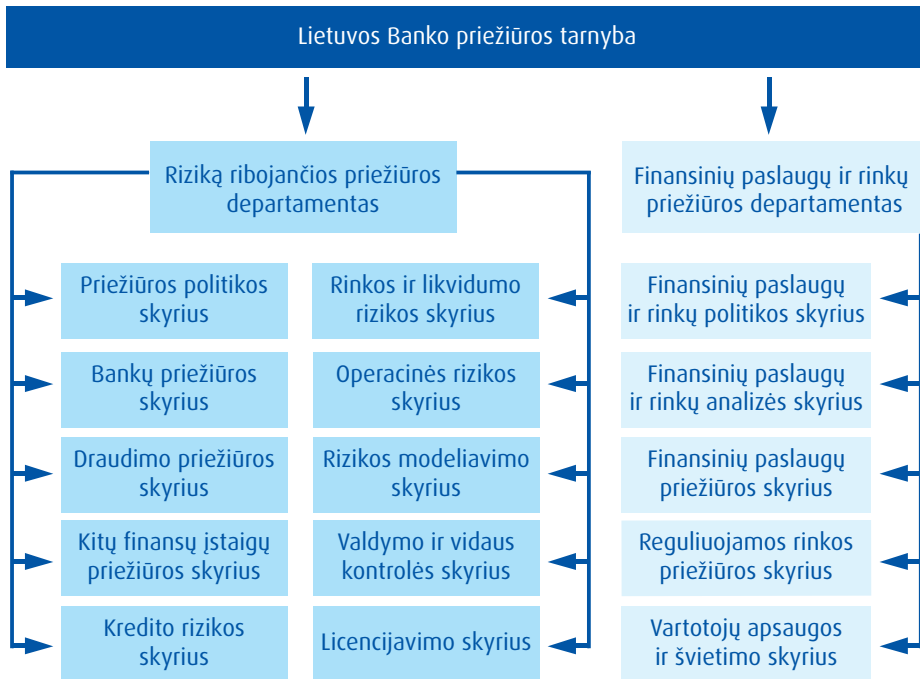 Lietuvos Banko priežiūros tarnyba
Riziką ribojančios priežiūros
departamentas
Finansinių paslaugų ir rinkų
priežiūros departamentas
Priežiūros politikos
skyrius
Rinkos ir likvidumo
rizikos skyrius
Finansinių paslaugų
ir rinkų politikos skyrius
Bankų priežiūros
skyrius
Operacinės rizikos
skyrius
Finansinių paslaugų
ir rinkų analizės skyrius
Draudimo priežiūros
skyrius
Rizikos modeliavimo
skyrius
Finansinių paslaugų
priežiūros skyrius
Kitų finansų įstaigų
priežiūros skyrius
Valdymo ir vidaus
kontrolės skyrius
Reguliuojamos rinkos
priežiūros skyrius
Kredito rizikos
skyrius
Licencijavimo skyrius
Vartotojų apsaugos
ir švietimo skyrius